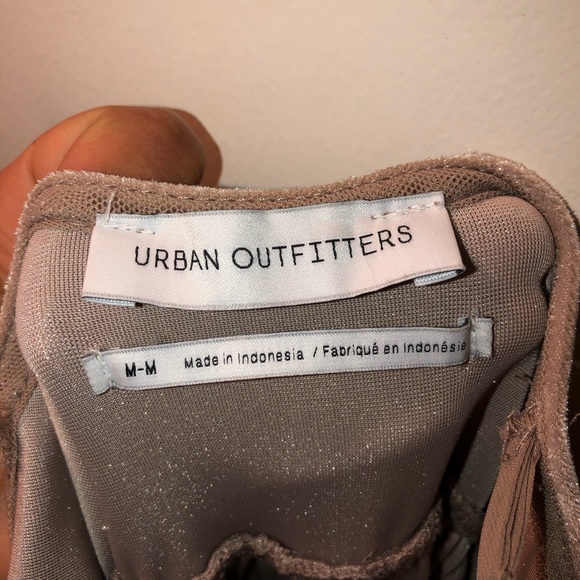 URBAN OUTFITTERS
M-M Made in Indonesia / Fabriqué en Indonésie